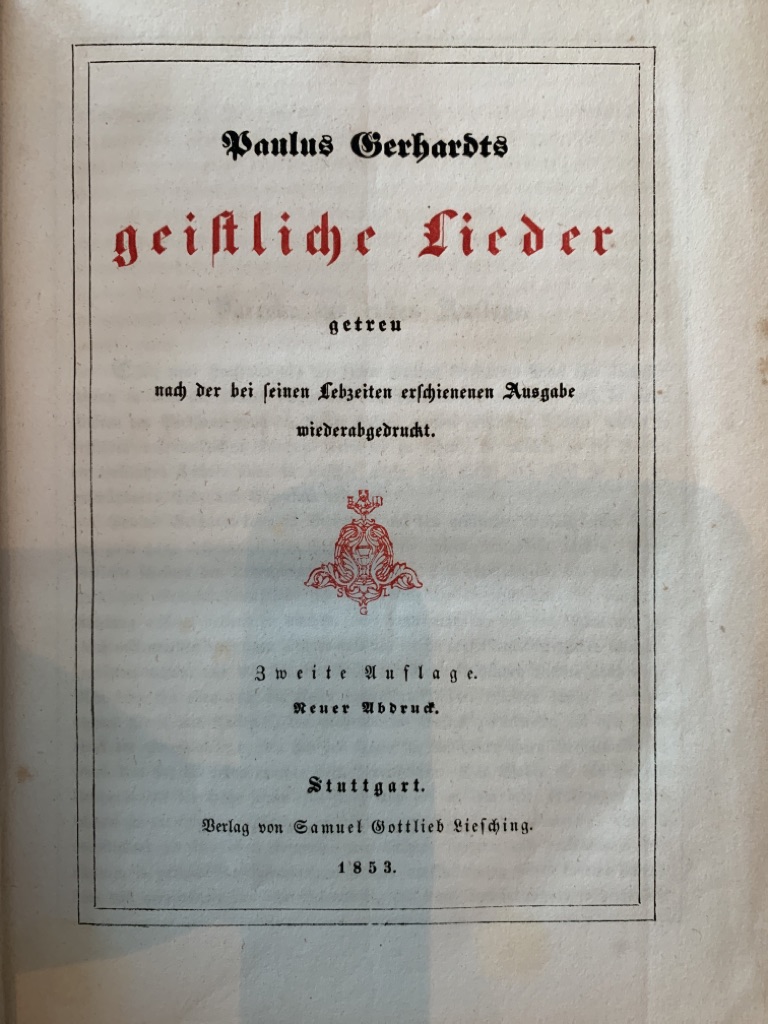 Paulus Gerhardts
geistliche Lieder
getreu
nach der bei seinen Lebzeiten erschienenen Ausgabe
wiederabgedruckt.
S G L
Zweite Auflage.
Neuer Abdruck.
Stuttgart.
Verlag von Samuel Gottlieb Liesching.
1853.